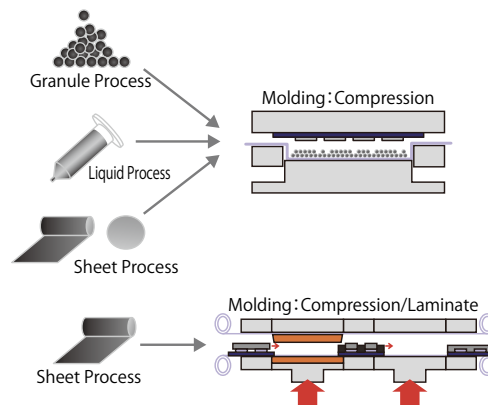 Granule Process
Molding：Compression
Liquid Process
Sheet Process
Molding：Compression/Laminate
Sheet Process